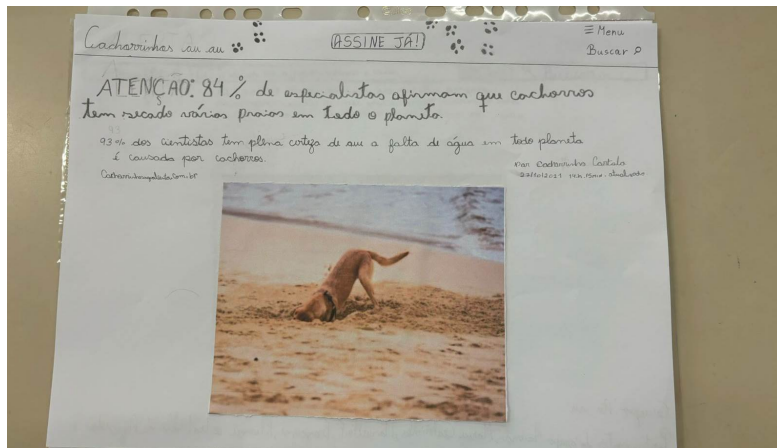 Cachorrinhos au au
ASSINE JÁ!
Menu
Buscar
ATENÇÃO: 84% de especialistas afirmam que cachorros
tem secado várias praias em todo o planeta.
93% dos cientistas tem plena certeza de que a falta de água em todo planeta
é causada por cachorros.
Cachorrinho